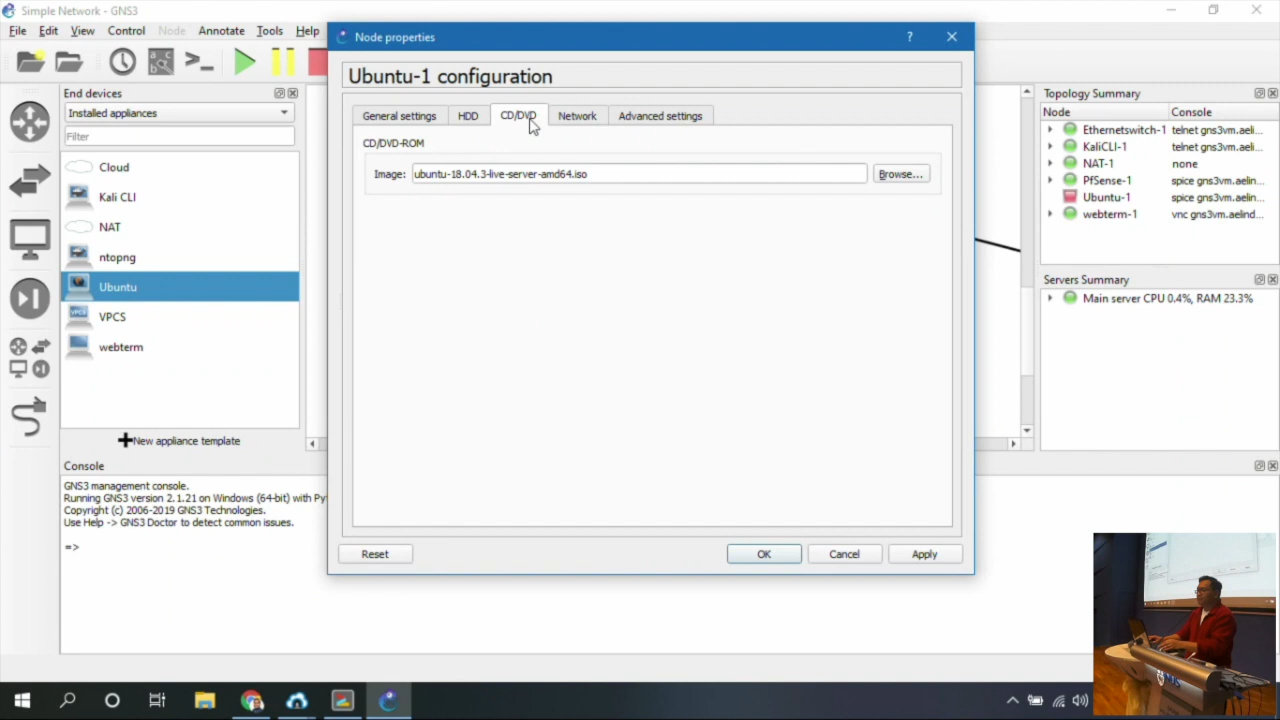 Simple Network - GNS3
File Edit View Control Node Annotate Tools Help
End devices
Installed appliances
Filter
Cloud
Kali CLI
NAT
ntopng
Ubuntu
VPCS
webterm
New appliance template
Node properties
Ubuntu-1 configuration
General settings HDD CD/DVD Network Advanced settings
CD/DVD-ROM
Image: ubuntu-18.04.3-live-server-amd64.iso Browse...
Reset OK Cancel Apply
Topology Summary
Node Console
Ethernetswitch-1 telnet gns3vm.aeli...
KaliCLI-1 telnet gns3vm.aeli...
NAT-1 none
PfSense-1 spice gns3vm.aelin...
Ubuntu-1 spice gns3vm.aelin...
webterm-1 vnc gns3vm.aelind...
Servers Summary
Main server CPU 0.4%, RAM 23.3%
Console
GNS3 management console.
Running GNS3 version 2.1.21 on Windows (64-bit) with Py
Copyright (c) 2006-2019 GNS3 Technologies.
Use Help -> GNS3 Doctor to detect common issues.
=>